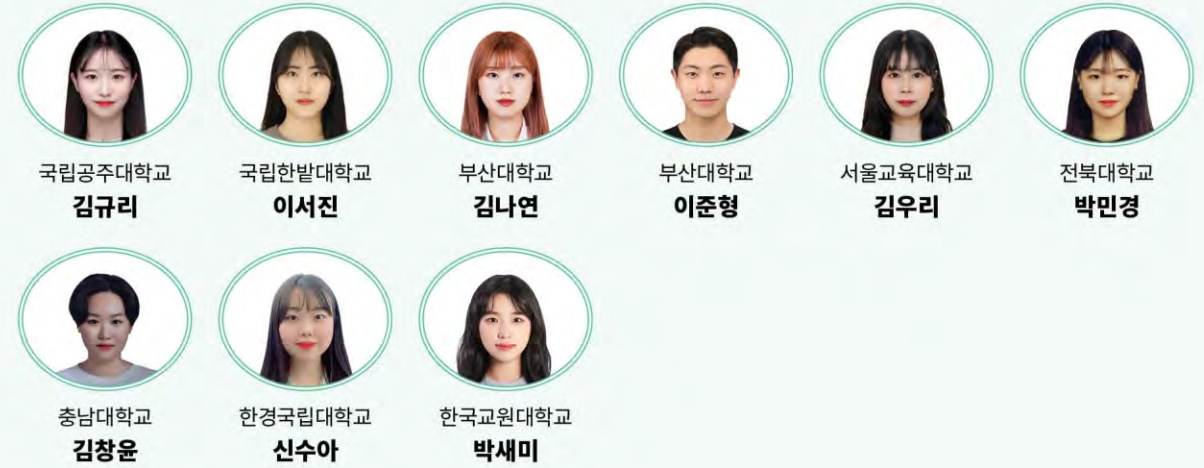 국립공주대학교
김규리
국립한밭대학교
이서진
부산대학교
김나연
부산대학교
이준형
서울교육대학교
김우리
전북대학교
박민경
충남대학교
김창윤
한경국립대학교
신수아
한국교원대학교
박새미